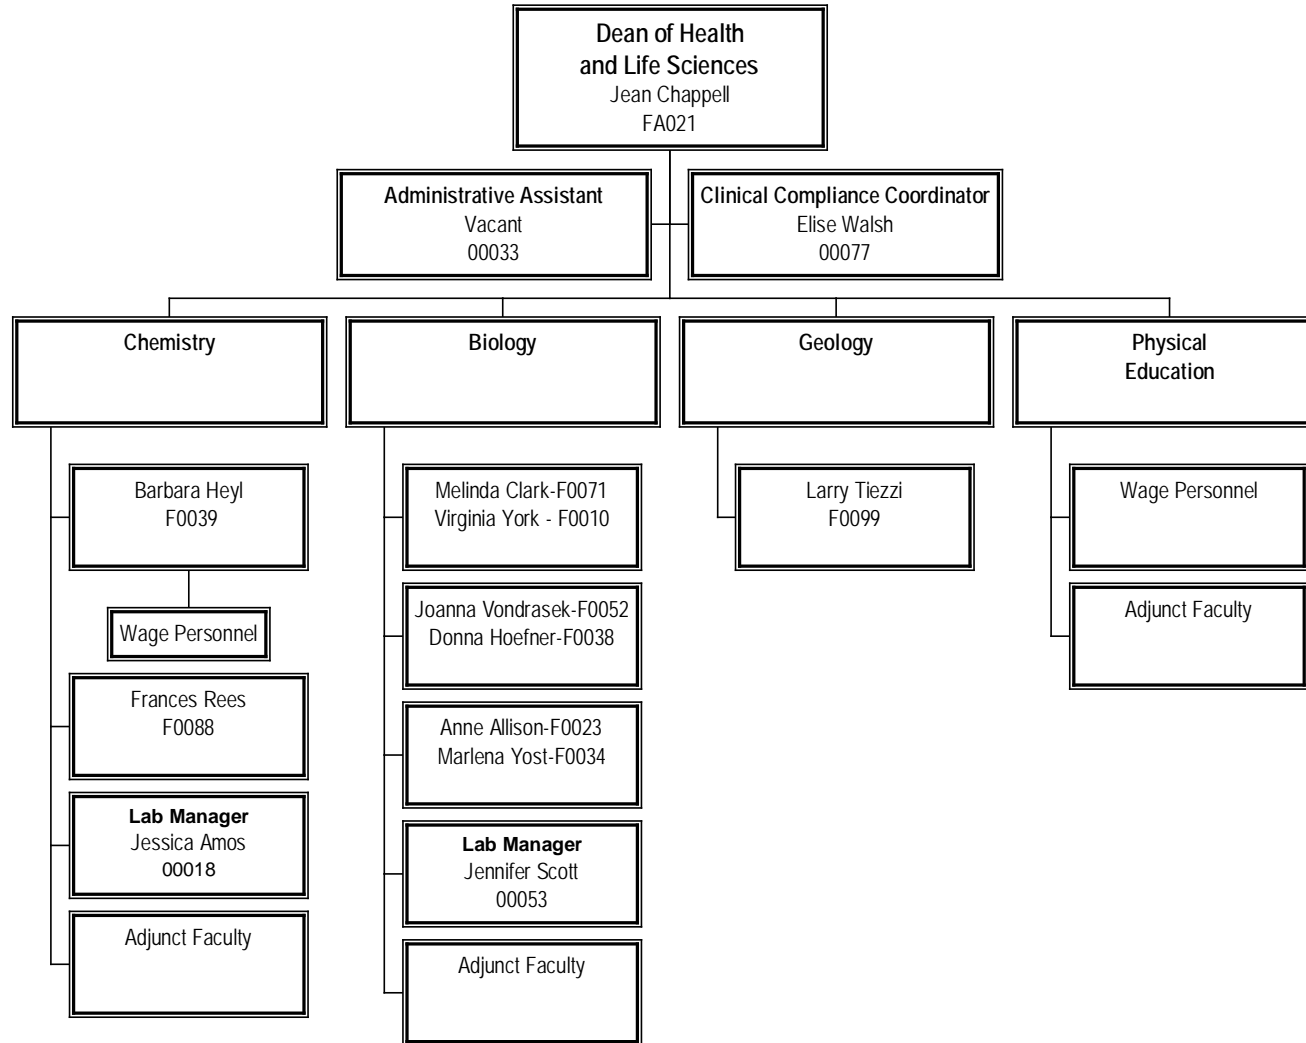 Dean of Health
and Life Sciences
Jean Chappell
FA021
Administrative Assistant
Vacant
00033
Clinical Compliance Coordinator
Elise Walsh
00077
Chemistry
Biology
Geology
Physical
Education
Barbara Heyl
F0039
Wage Personnel
Frances Rees
F0088
Lab Manager
Jessica Amos
00018
Adjunct Faculty
Melinda Clark-F0071
Virginia York - F0010
Joanna Vondrasek-F0052
Donna Hoefner-F0038
Anne Allison-F0023
Marlena Yost-F0034
Lab Manager
Jennifer Scott
00053
Adjunct Faculty
Larry Tiezzi
F0099
Wage Personnel
Adjunct Faculty